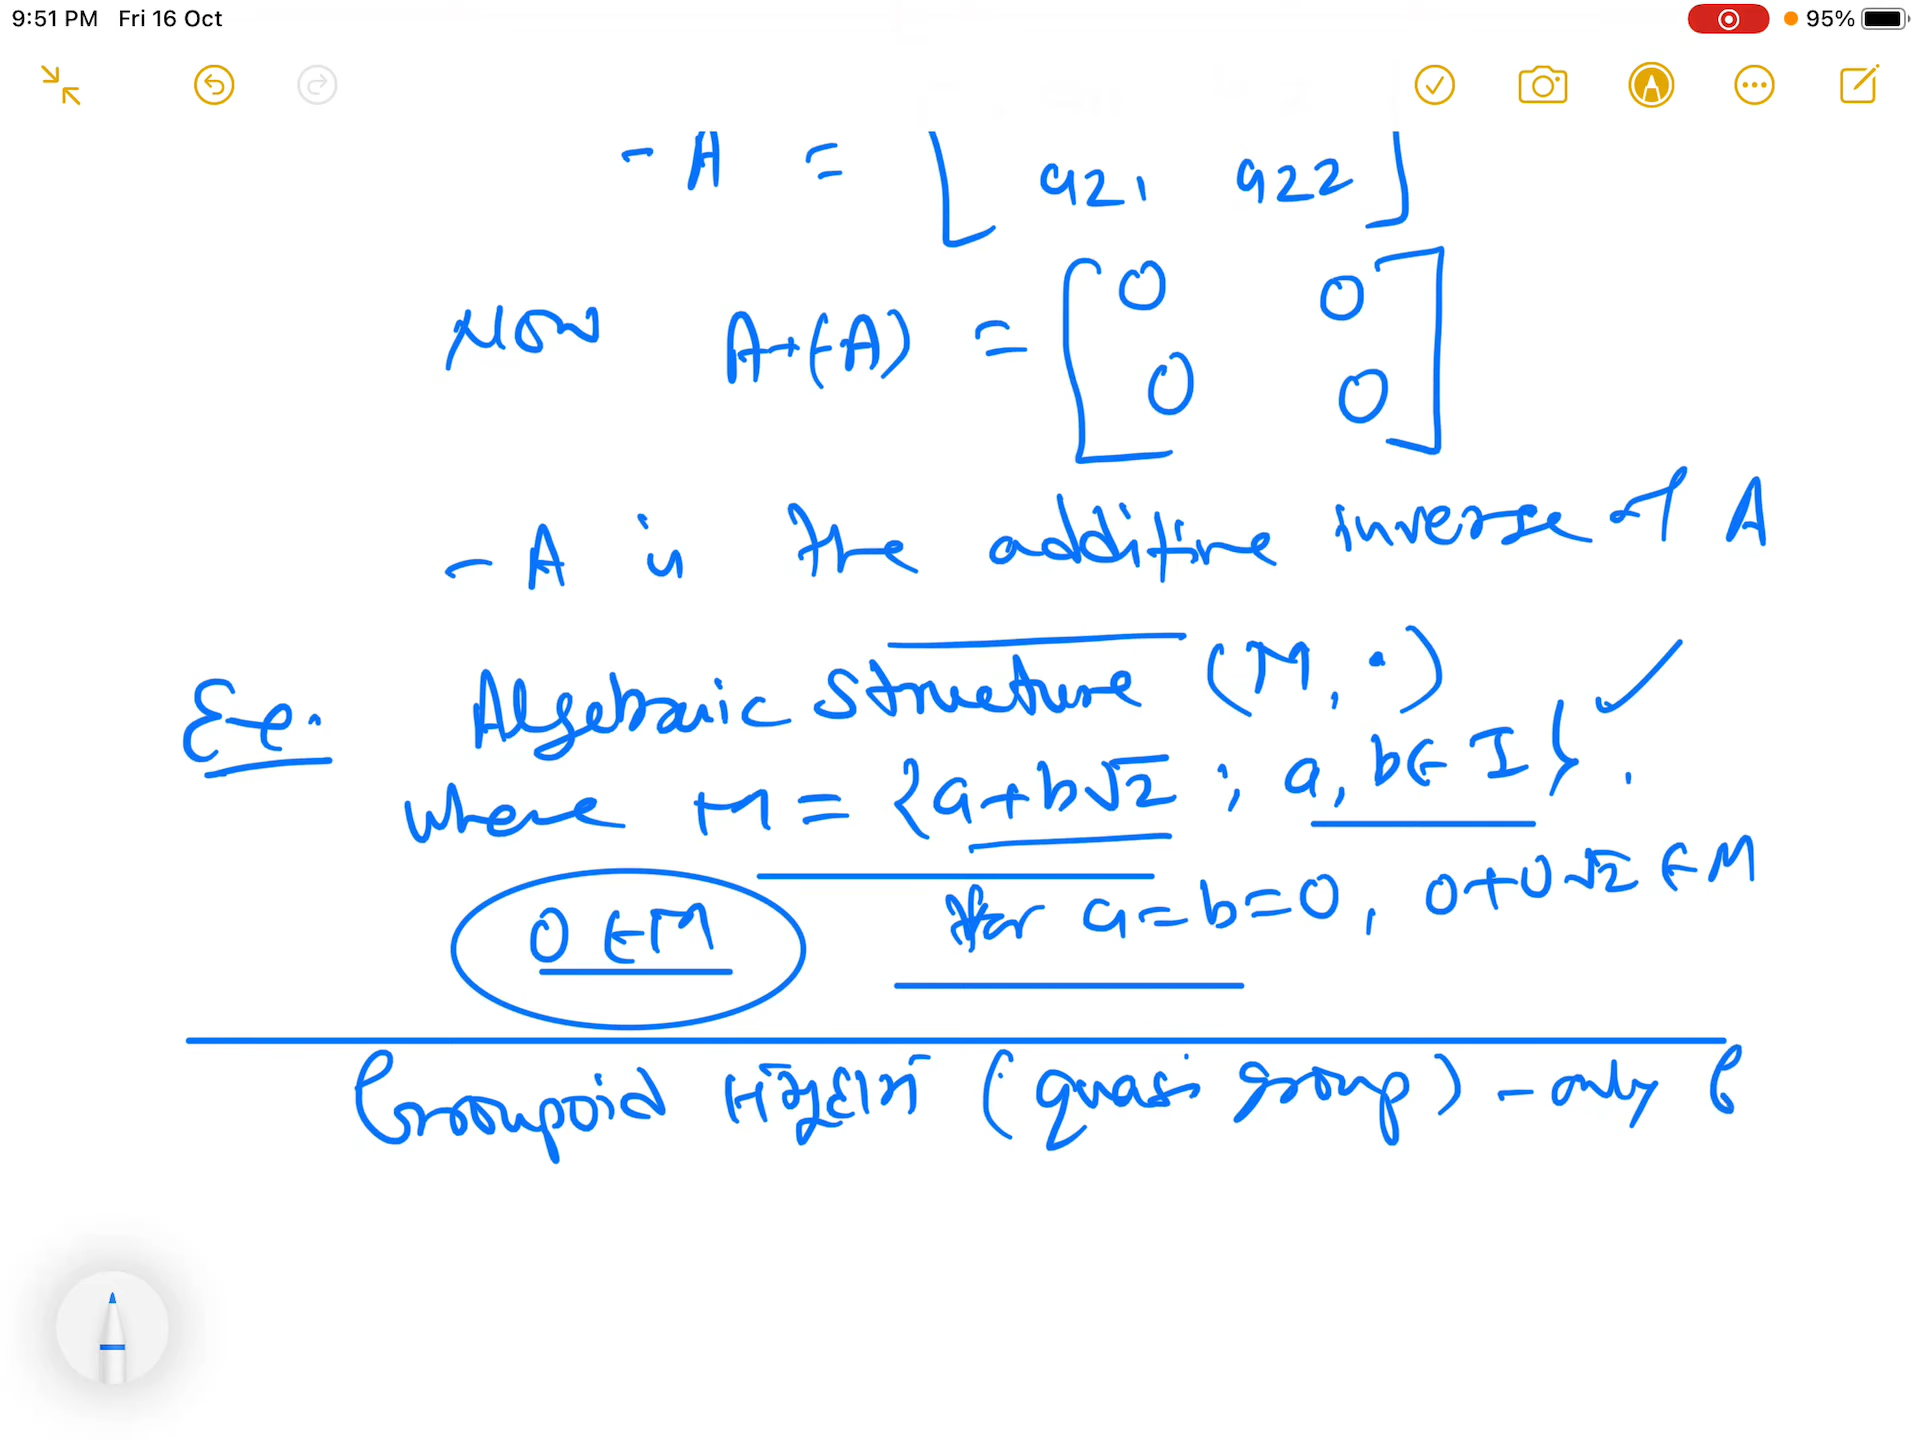 9:51 PM Fri 16 Oct 95%
- A = [ a21 a22 ]
Now A+(-A) = [ 0 0
0 0 ]
- A is the additive inverse of A
Ex. Algebraic structure (M, ·) ✓
where M = {a+b√2 ; a, b ∈ I} .
0 ∈ M for a=b=0, 0+0√2 ∈ M
Groupoid (quasi group) - only